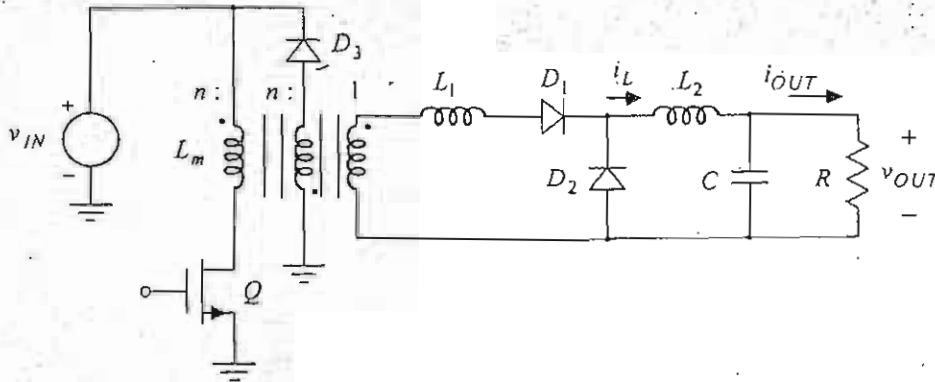 D3
n : n : 1
L1 D1 iL L2 iOUT
+
vIN
-
Lm
D2 C R
+
vOUT
-
Q